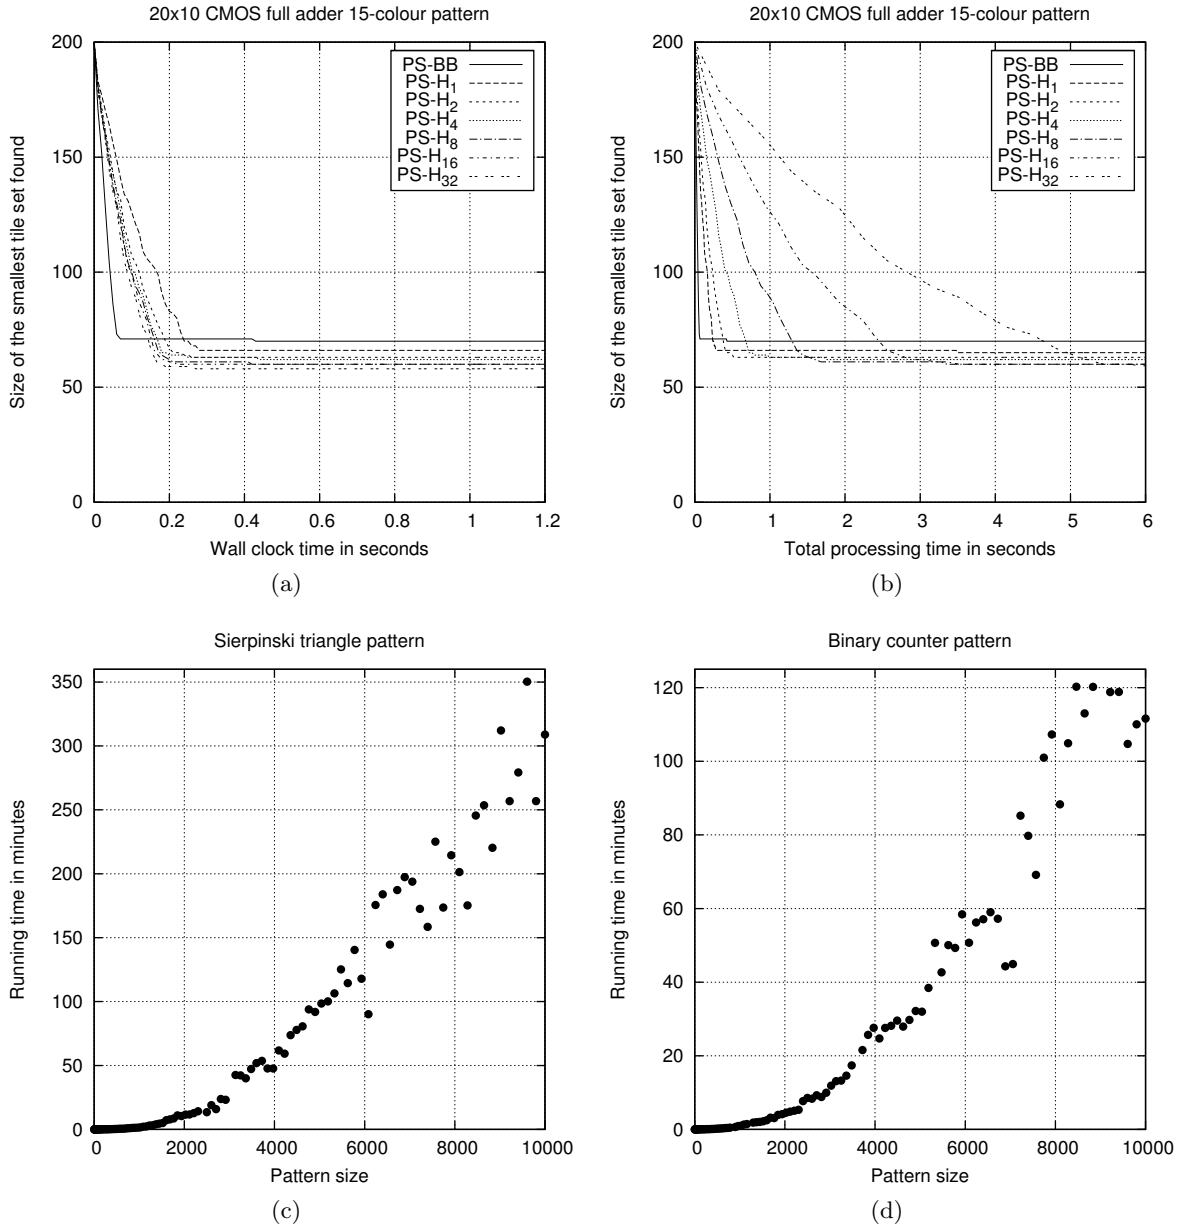 20x10 CMOS full adder 15-colour pattern
200
150
100
50
0
Size of the smallest tile set found
PS-BB
PS-H1
PS-H2
PS-H4
PS-H8
PS-H16
PS-H32
0 0.2 0.4 0.6 0.8 1 1.2
Wall clock time in seconds
(a)
20x10 CMOS full adder 15-colour pattern
200
150
100
50
0
Size of the smallest tile set found
PS-BB
PS-H1
PS-H2
PS-H4
PS-H8
PS-H16
PS-H32
0 1 2 3 4 5 6
Total processing time in seconds
(b)
Sierpinski triangle pattern
350
300
250
200
150
100
50
0
Running time in minutes
0 2000 4000 6000 8000 10000
Pattern size
(c)
Binary counter pattern
120
100
80
60
40
20
0
Running time in minutes
0 2000 4000 6000 8000 10000
Pattern size
(d)